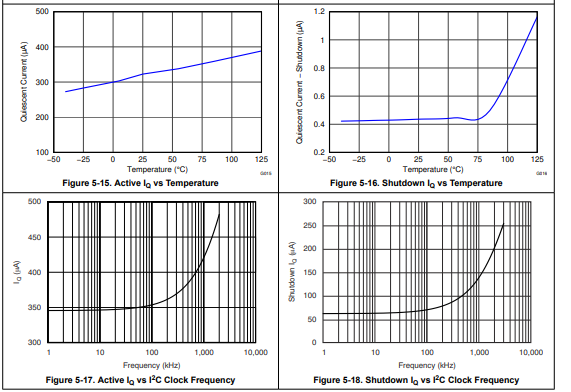 500
400
300
200
100
Quiescent Current (µA)
−50 −25 0 25 50 75 100 125
Temperature (°C)
G015
Figure 5-15. Active IQ vs Temperature
1.2
1
0.8
0.6
0.4
0.2
Quiescent Current − Shutdown (µA)
−50 −25 0 25 50 75 100 125
Temperature (°C)
G016
Figure 5-16. Shutdown IQ vs Temperature
500
450
400
350
300
IQ (µA)
1 10 100 1,000 10,000
Frequency (kHz)
Figure 5-17. Active IQ vs I²C Clock Frequency
300
250
200
150
100
50
0
Shutdown IQ (µA)
1 10 100 1,000 10,000
Frequency (kHz)
Figure 5-18. Shutdown IQ vs I²C Clock Frequency